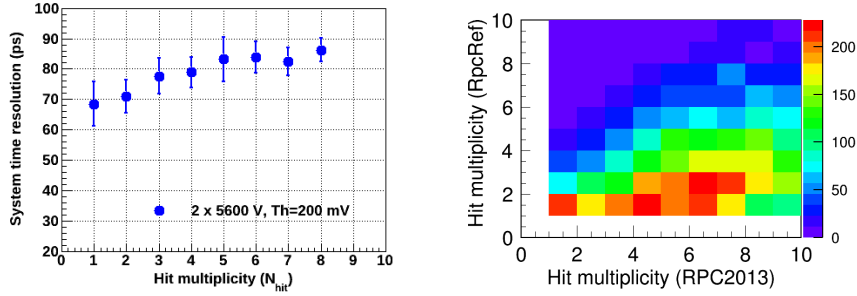 System time resolution (ps)
100
90
80
70
60
50
40
30
20
2 x 5600 V, Th=200 mV
0 1 2 3 4 5 6 7 8 9 10
Hit multiplicity (N_hit)
Hit multiplicity (RpcRef)
10
8
6
4
2
0
0 2 4 6 8 10
Hit multiplicity (RPC2013)
200
150
100
50
0